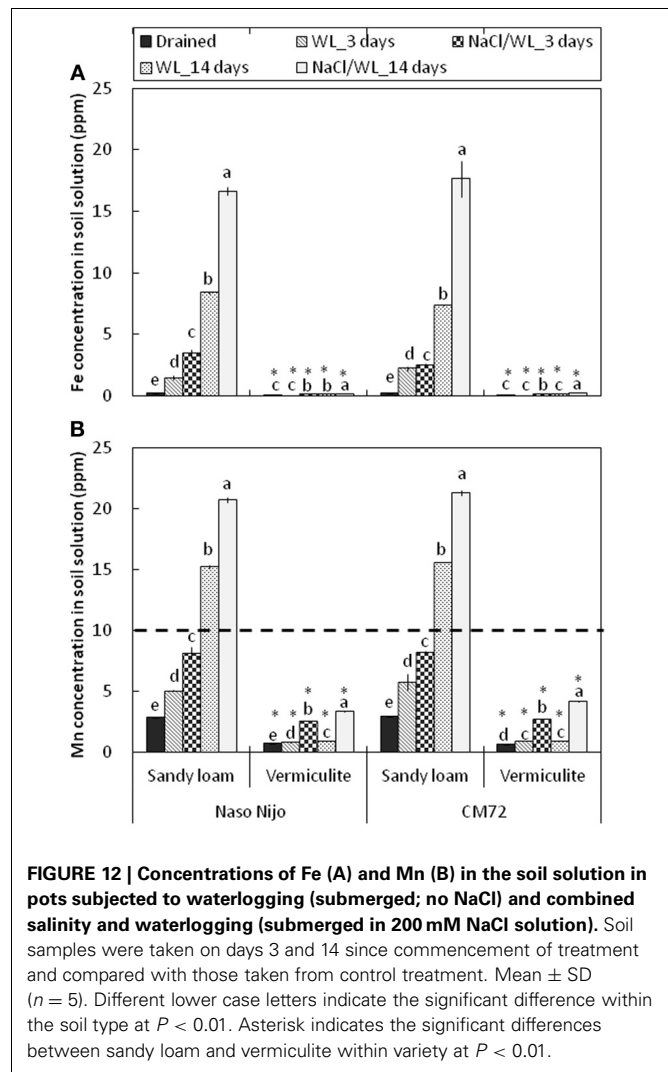 Drained WL_3 days NaCl/WL_3 days
WL_14 days NaCl/WL_14 days
A
Fe concentration in soil solution (ppm)
25
20
15
10
5
0
e d c b a
* * * * *
c c b b a
e d c b a
* * * * *
c c b c a
B
Mn concentration in soil solution (ppm)
25
20
15
10
5
0
e d c b a
* * * * *
e d b c a
e d c b a
* * * * *
d c b c a
Sandy loam Vermiculite Sandy loam Vermiculite
Naso Nijo CM72
FIGURE 12 | Concentrations of Fe (A) and Mn (B) in the soil solution in
pots subjected to waterlogging (submerged; no NaCl) and combined
salinity and waterlogging (submerged in 200 mM NaCl solution). Soil
samples were taken on days 3 and 14 since commencement of treatment
and compared with those taken from control treatment. Mean ± SD
(n = 5). Different lower case letters indicate the significant difference within
the soil type at P < 0.01. Asterisk indicates the significant differences
between sandy loam and vermiculite within variety at P < 0.01.